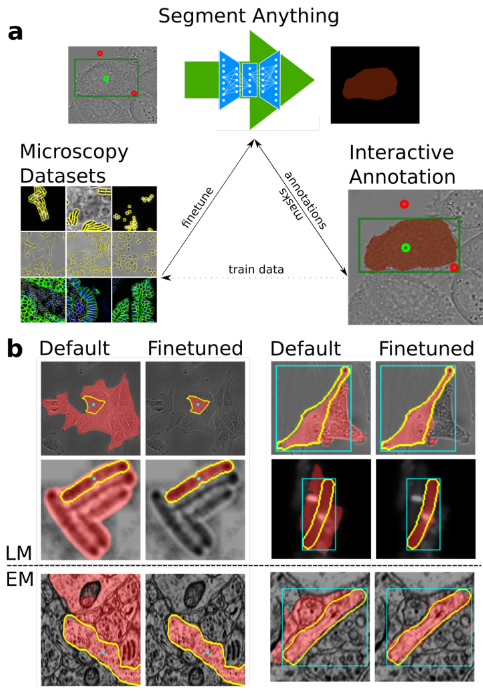 Segment Anything
a
Microscopy
Datasets
Interactive
Annotation
finetune
annotations
masks
train data
b
Default
Finetuned
Default
Finetuned
LM
EM